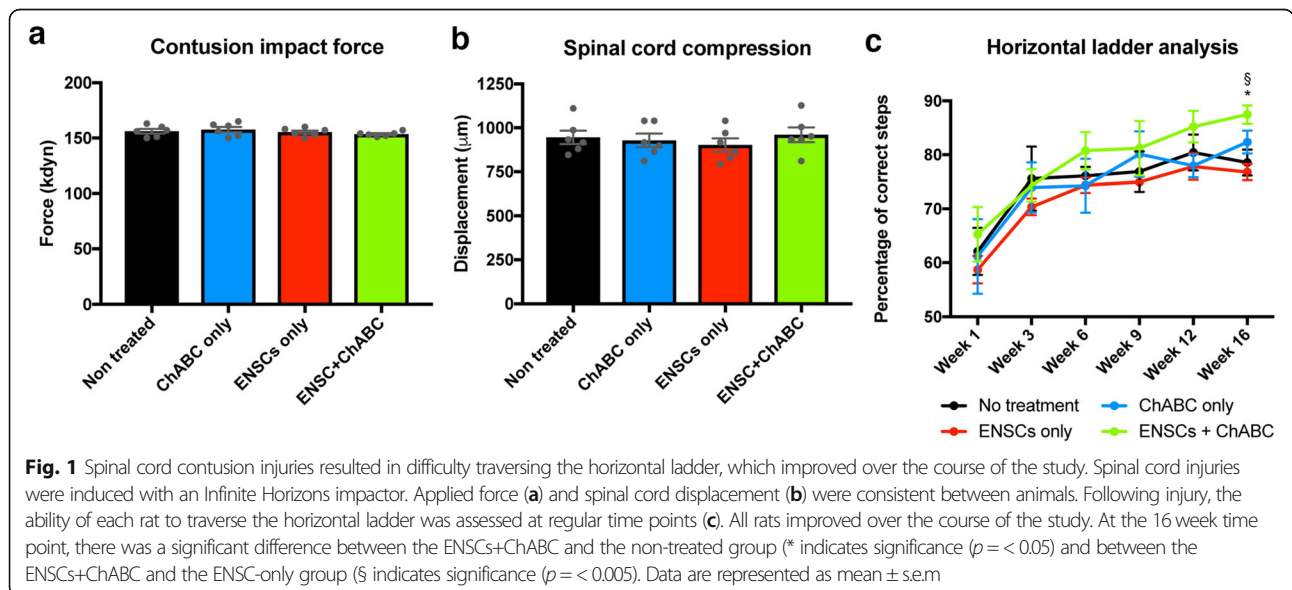 a
Contusion impact force
Force (kdyn)
200
150
100
50
0
Non treated
ChABC only
ENSCs only
ENSC+ChABC
b
Spinal cord compression
Displacement (μm)
1250
1000
750
500
250
0
Non treated
ChABC only
ENSCs only
ENSC+ChABC
c
Horizontal ladder analysis
Percentage of correct steps
90
80
70
60
50
§
*
Week 1
Week 3
Week 6
Week 9
Week 12
Week 16
No treatment
ChABC only
ENSCs only
ENSCs + ChABC
Fig. 1 Spinal cord contusion injuries resulted in difficulty traversing the horizontal ladder, which improved over the course of the study. Spinal cord injuries
were induced with an Infinite Horizons impactor. Applied force (a) and spinal cord displacement (b) were consistent between animals. Following injury, the
ability of each rat to traverse the horizontal ladder was assessed at regular time points (c). All rats improved over the course of the study. At the 16 week time
point, there was a significant difference between the ENSCs+ChABC and the non-treated group (* indicates significance (p = < 0.05) and between the
ENSCs+ChABC and the ENSC-only group (§ indicates significance (p = < 0.005). Data are represented as mean ± s.e.m